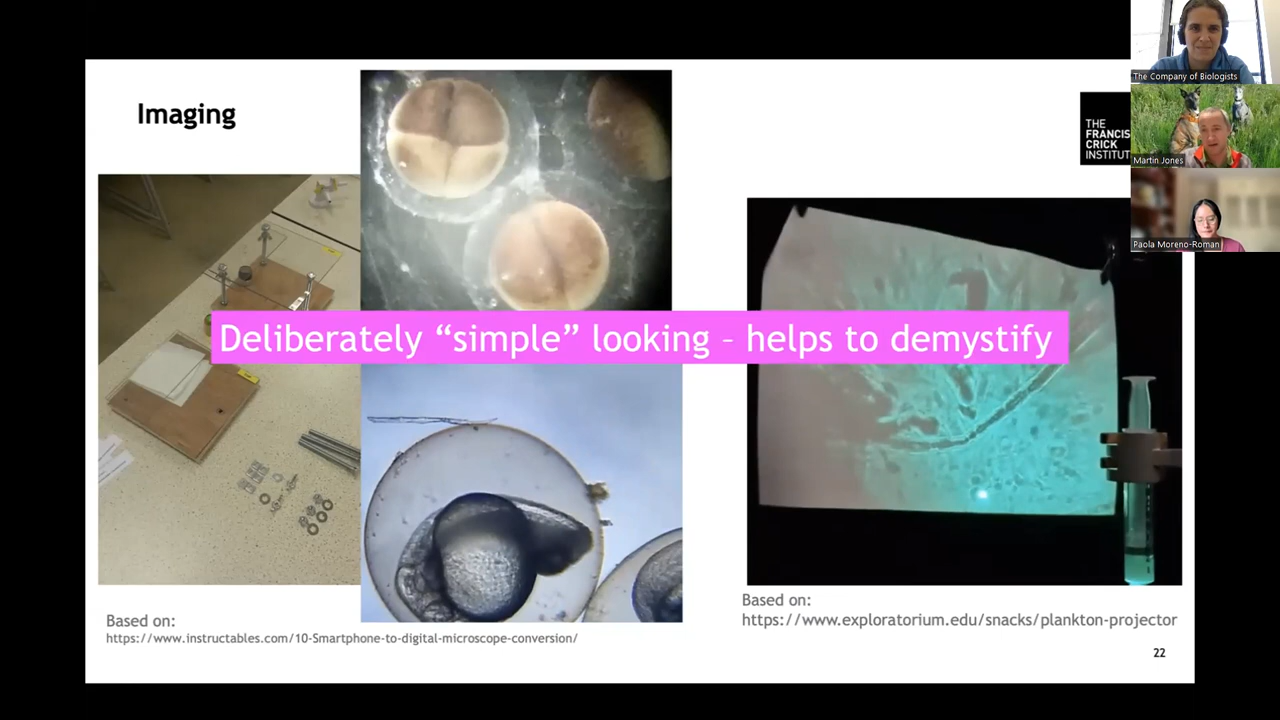 Imaging
THE
FRANCIS
CRICK
INSTITUT
Deliberately “simple” looking – helps to demystify
Based on:
https://www.instructables.com/10-Smartphone-to-digital-microscope-conversion/
Based on:
https://www.exploratorium.edu/snacks/plankton-projector
22
The Company of Biologists
Martin Jones
Paola Moreno-Roman